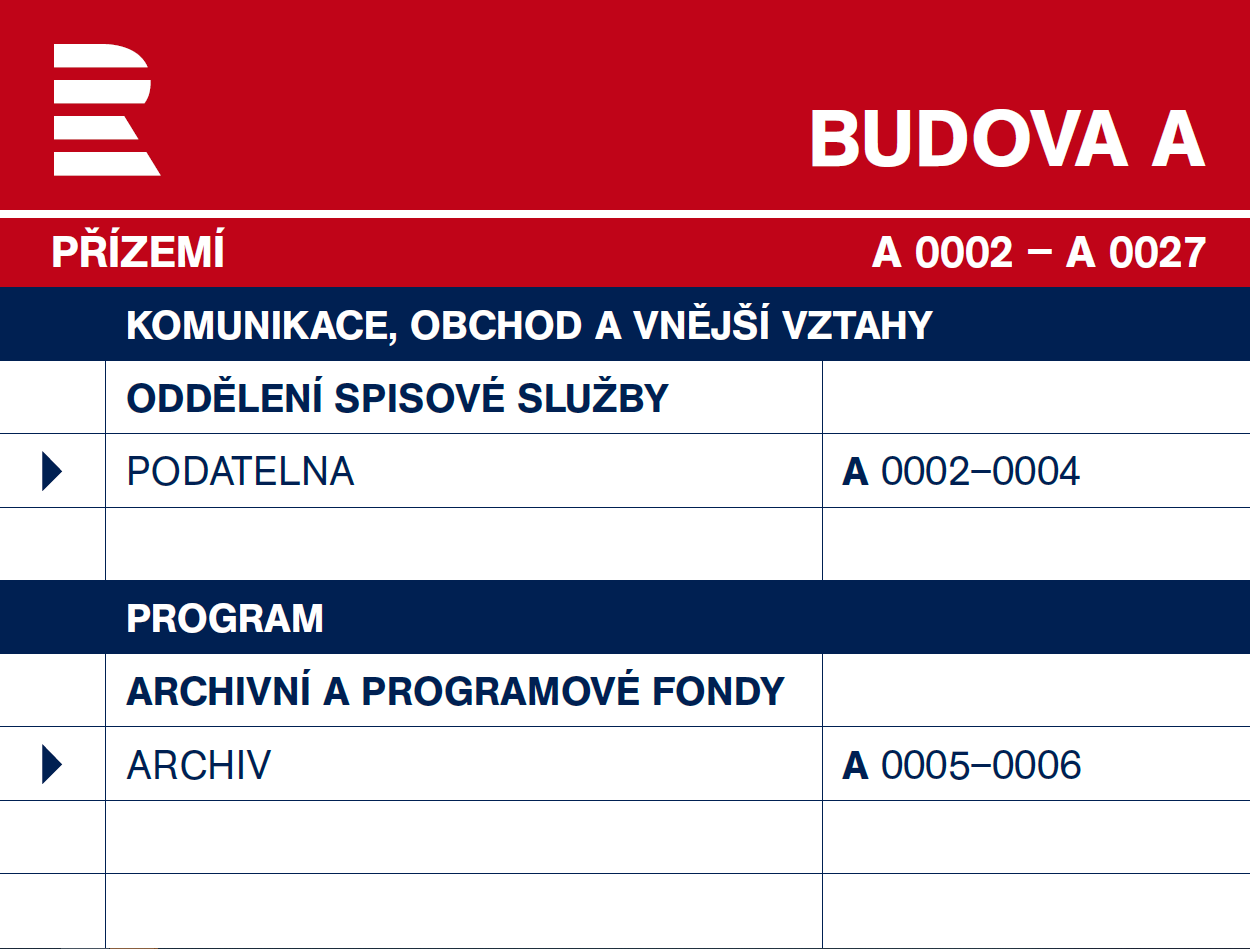 BUDOVA A
PŘÍZEMÍ A 0002 – A 0027
KOMUNIKACE, OBCHOD A VNĚJŠÍ VZTAHY
ODDĚLENÍ SPISOVÉ SLUŽBY
PODATELNA A 0002–0004
PROGRAM
ARCHIVNÍ A PROGRAMOVÉ FONDY
ARCHIV A 0005–0006